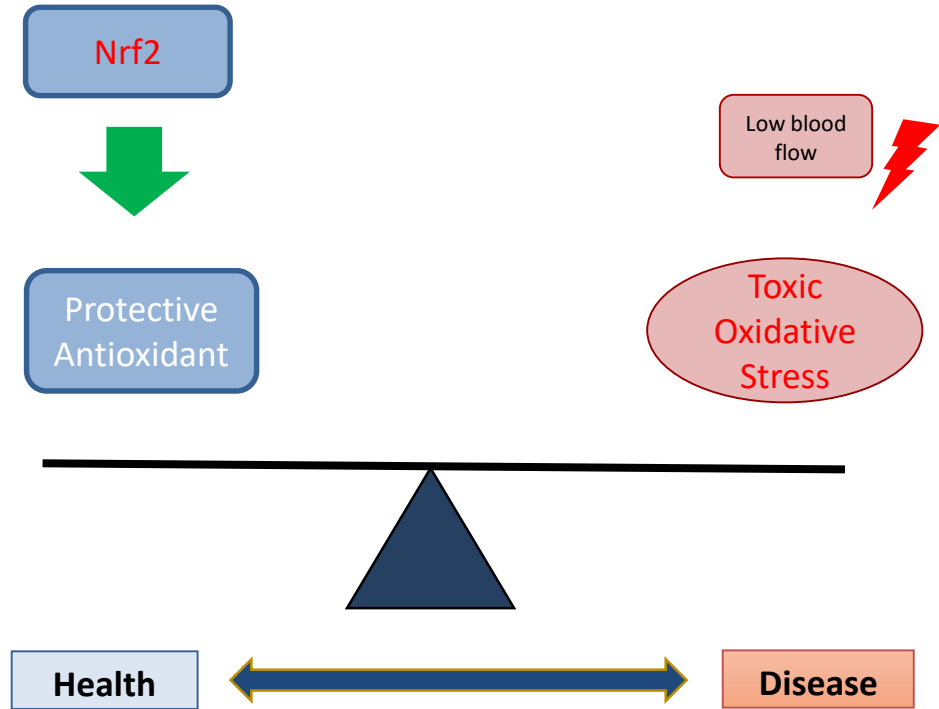 Nrf2
Low blood
flow
Protective
Antioxidant
Toxic
Oxidative
Stress
Health
Disease